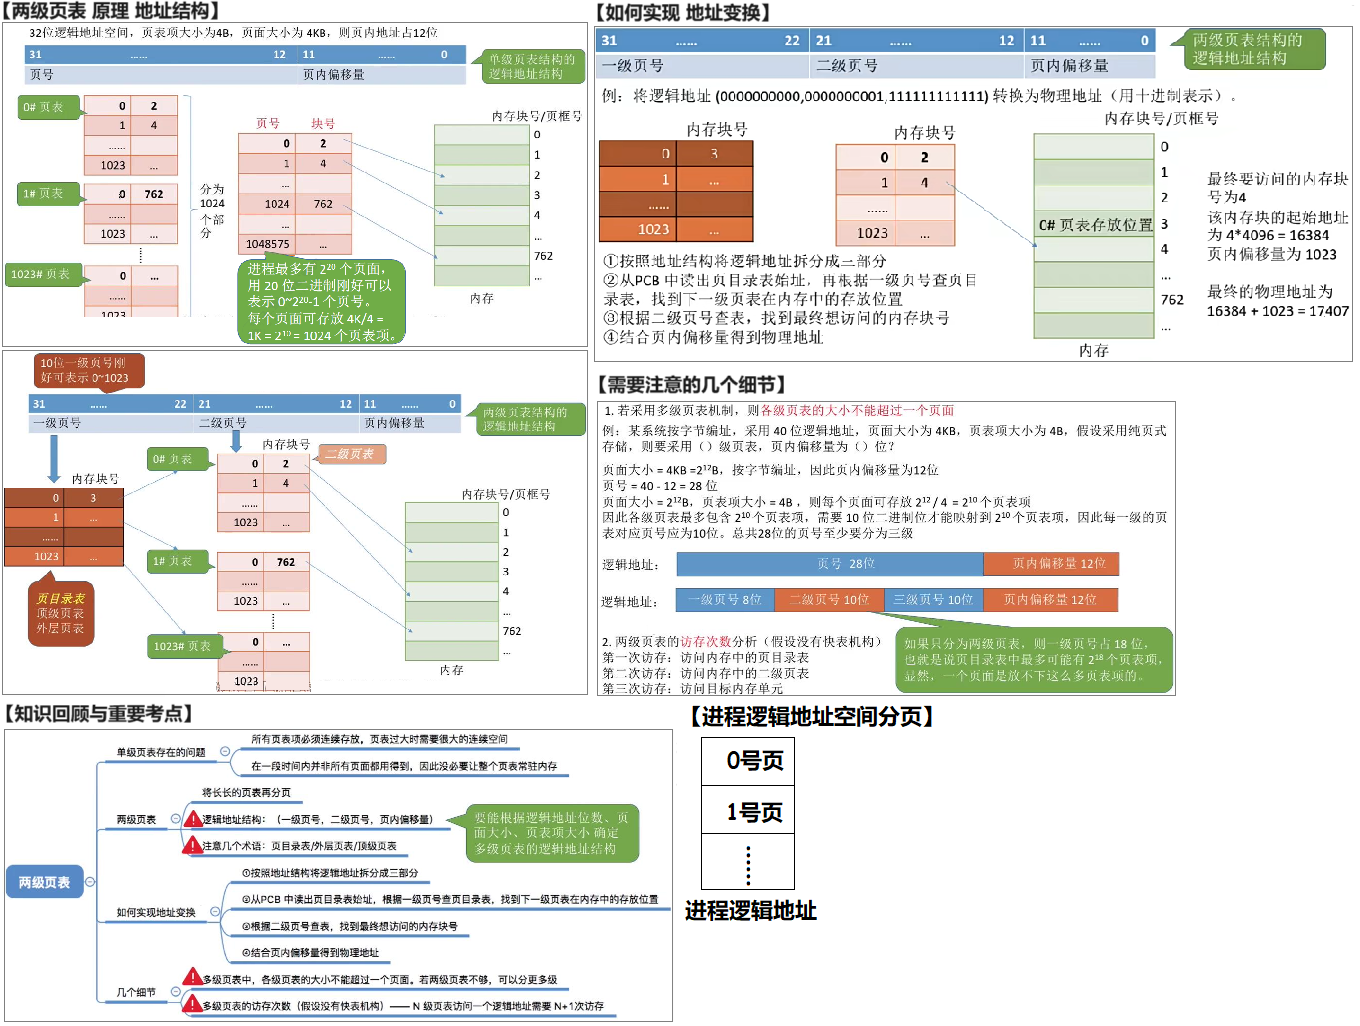 【两级页表 原理 地址结构】
32位逻辑地址空间，页表项大小为4B，页面大小为 4KB，则页内地址占12位
31 …… 12 11 …… 0
页号 页内偏移量
单级页表结构的
逻辑地址结构
0# 页表
0 2
1 4
……
1023 ...
1# 页表
0 762
……
1023 ...
1023# 页表
0 ...
……
1023
分为
1024
个部
分
页号 块号
0 2
1 4
...
1024 762
...
1048575 ...
内存块号/页框号
0
1
2
3
4
...
762
...
内存
进程最多有 2²⁰ 个页面，
用 20 位二进制刚好可以
表示 0~2²⁰-1 个页号。
每个页面可存放 4K/4 =
1K = 2¹⁰ = 1024 个页表项。
10位一级页号刚
好可表示 0~1023
31 …… 22 21 …… 12 11 …… 0
一级页号 二级页号 页内偏移量
两级页表结构的
逻辑地址结构
内存块号
0 3
1 ...
……
1023 ...
页目录表
顶级页表
外层页表
0# 页表
内存块号
二级页表
0 2
1 4
……
1023 ...
1# 页表
0 762
……
1023 ...
1023# 页表
0 ...
……
1023
内存块号/页框号
0
1
2
3
4
...
762
...
内存
【如何实现 地址变换】
31 …… 22 21 …… 12 11 …… 0
一级页号 二级页号 页内偏移量
两级页表结构的
逻辑地址结构
例：将逻辑地址 (0000000000,0000000001,111111111111) 转换为物理地址（用十进制表示）。
内存块号
0 3
1 ...
……
1023 ...
内存块号
0 2
1 4
……
1023 ...
内存块号/页框号
0
1
2
0# 页表存放位置 3
4
...
762
...
内存
最终要访问的内存块
号为4
该内存块的起始地址
为 4*4096 = 16384
页内偏移量为 1023
最终的物理地址为
16384 + 1023 = 17407
①按照地址结构将逻辑地址拆分成三部分
②从PCB 中读出页目录表始址，再根据一级页号查页目
录表，找到下一级页表在内存中的存放位置
③根据二级页号查表，找到最终想访问的内存块号
④结合页内偏移量得到物理地址
【需要注意的几个细节】
1. 若采用多级页表机制，则各级页表的大小不能超过一个页面
例：某系统按字节编址，采用 40 位逻辑地址，页面大小为 4KB，页表项大小为 4B，假设采用纯页式
存储，则要采用（）级页表，页内偏移量为（）位？
页面大小 = 4KB =2¹²B，按字节编址，因此页内偏移量为12位
页号 = 40 - 12 = 28 位
页面大小 = 2¹²B，页表项大小 = 4B ，则每个页面可存放 2¹² / 4 = 2¹⁰ 个页表项
因此各级页表最多包含 2¹⁰ 个页表项，需要 10 位二进制位才能映射到 2¹⁰ 个页表项，因此每一级的页
表对应页号应为10位。总共28位的页号至少要分为三级
逻辑地址： 页号 28位 页内偏移量 12位
逻辑地址： 一级页号 8位 二级页号 10位 三级页号 10位 页内偏移量 12位
2. 两级页表的访存次数分析（假设没有快表机构）
第一次访存：访问内存中的页目录表
第二次访存：访问内存中的二级页表
第三次访存：访问目标内存单元
如果只分为两级页表，则一级页号占 18 位，
也就是说页目录表中最多可能有 2¹⁸ 个页表项，
显然，一个页面是放不下这么多页表项的。
【知识回顾与重要考点】
两级页表
单级页表存在的问题
所有页表项必须连续存放，页表过大时需要很大的连续空间
在一段时间内并非所有页面都用得到，因此没必要让整个页表常驻内存
两级页表
将长长的页表再分页
逻辑地址结构：（一级页号，二级页号，页内偏移量）
注意几个术语：页目录表/外层页表/顶级页表
要能根据逻辑地址位数、页
面大小、页表项大小 确定
多级页表的逻辑地址结构
如何实现地址变换
①按照地址结构将逻辑地址拆分成三部分
②从PCB 中读出页目录表始址，根据一级页号查页目录表，找到下一级页表在内存中的存放位置
③根据二级页号查表，找到最终想访问的内存块号
④结合页内偏移量得到物理地址
几个细节
多级页表中，各级页表的大小不能超过一个页面。若两级页表不够，可以分更多级
多级页表的访存次数（假设没有快表机构）—— N 级页表访问一个逻辑地址需要 N+1次访存
【进程逻辑地址空间分页】
0号页
1号页
进程逻辑地址